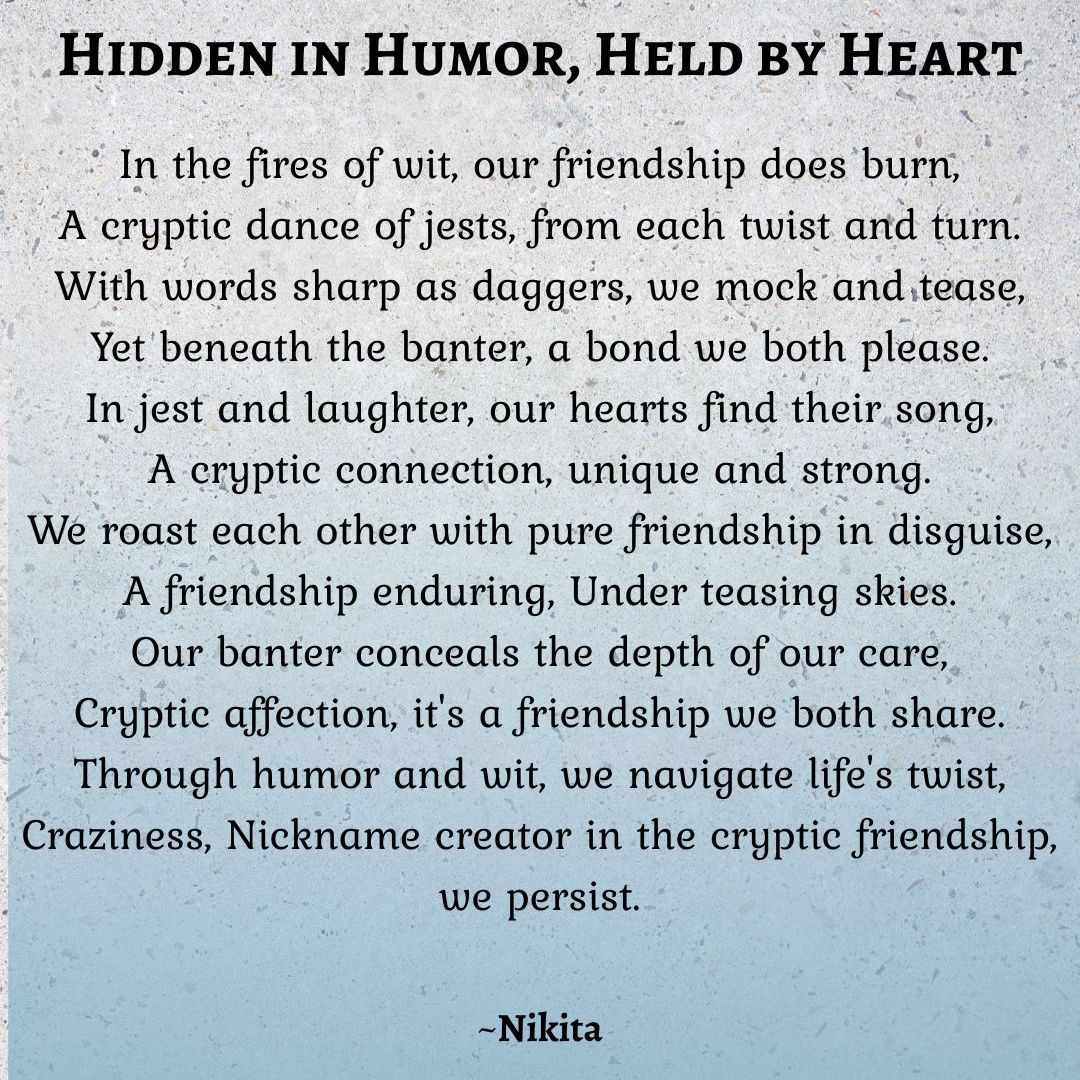 Hidden in Humor, Held by Heart
In the fires of wit, our friendship does burn,
A cryptic dance of jests, from each twist and turn.
With words sharp as daggers, we mock and tease,
Yet beneath the banter, a bond we both please.
In jest and laughter, our hearts find their song,
A cryptic connection, unique and strong.
We roast each other with pure friendship in disguise,
A friendship enduring, Under teasing skies.
Our banter conceals the depth of our care,
Cryptic affection, it's a friendship we both share.
Through humor and wit, we navigate life's twist,
Craziness, Nickname creator in the cryptic friendship,
we persist.
~Nikita